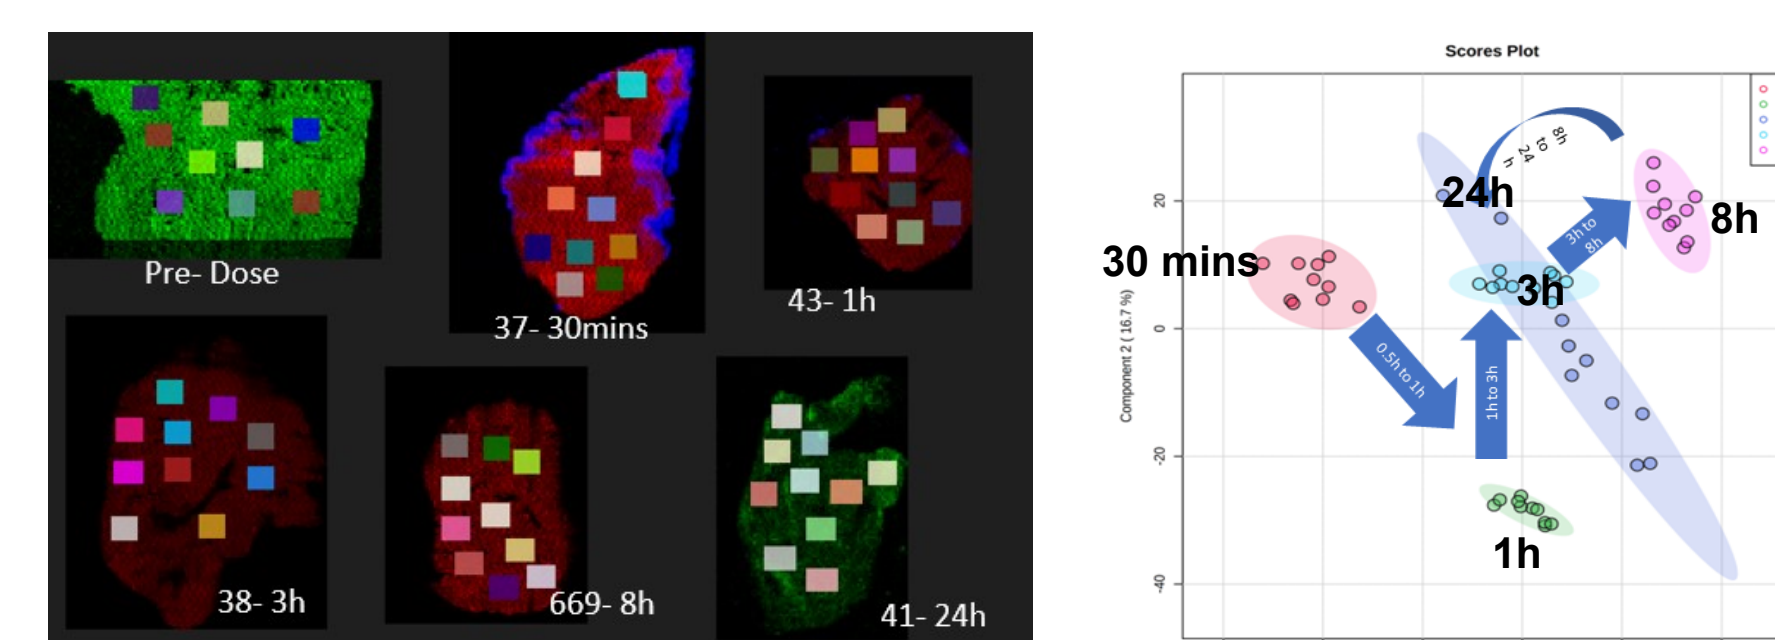 Pre- Dose
37- 30mins
43- 1h
38- 3h
669- 8h
41- 24h
Scores Plot
Component 2 ( 16.7 %)
20
0
-20
-40
30 mins
24h
8h
3h
1h
0.5h to 1h
1h to 3h
3h to
8h
8h
to
24
h